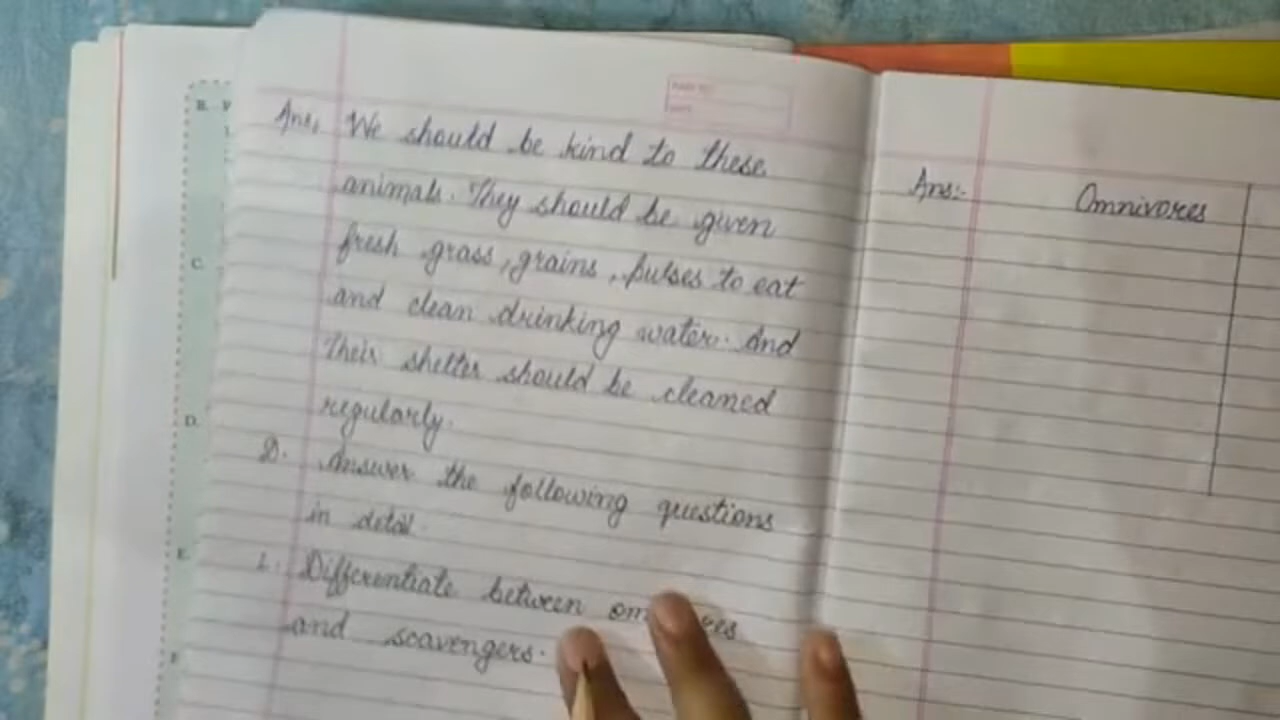 Ans, We should be kind to these
animals. They should be given
fresh grass, grains, pulses to eat
and clean drinking water. And
their shelter should be cleaned
regularly.
D. Answer the following questions
in detail
1. Differentiate between
and scavengers.
Ans:- Omnivores
B.
C.
D.
E.